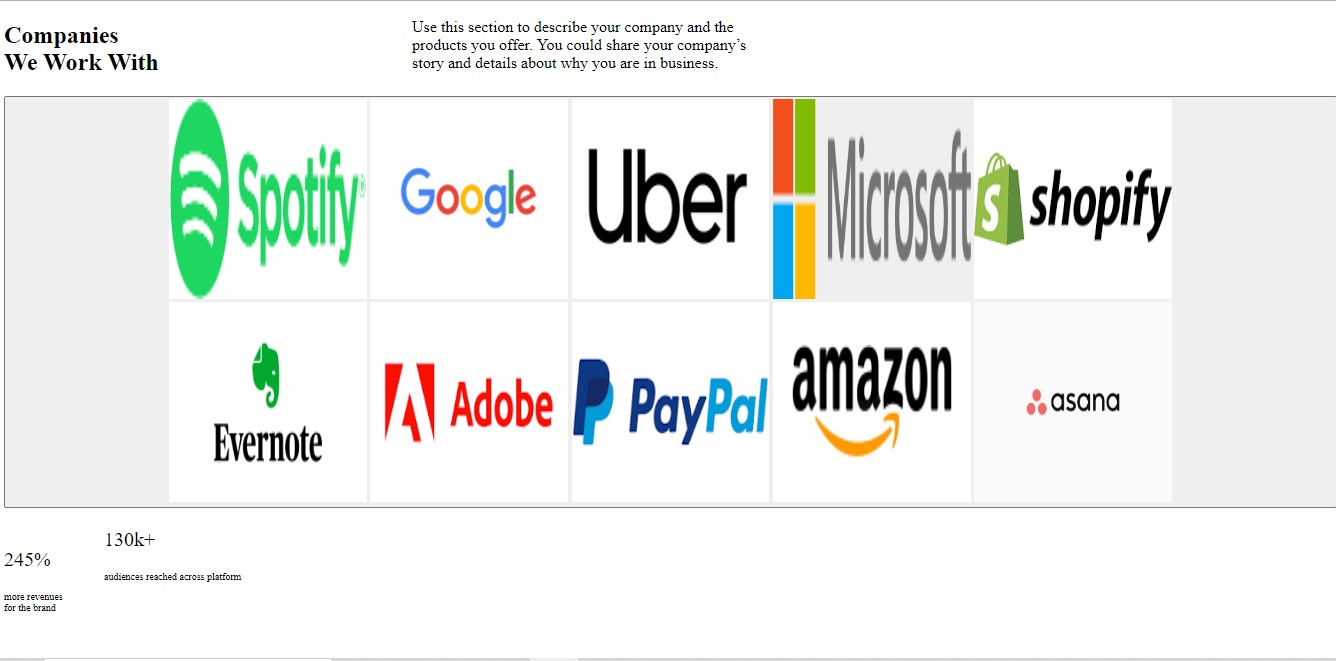 Companies
We Work With
Use this section to describe your company and the
products you offer. You could share your company’s
story and details about why you are in business.
Spotify®
Google
Uber
Microsoft
shopify
Evernote
Adobe
PayPal
amazon
asana
245%
more revenues
for the brand
130k+
audiences reached across platform